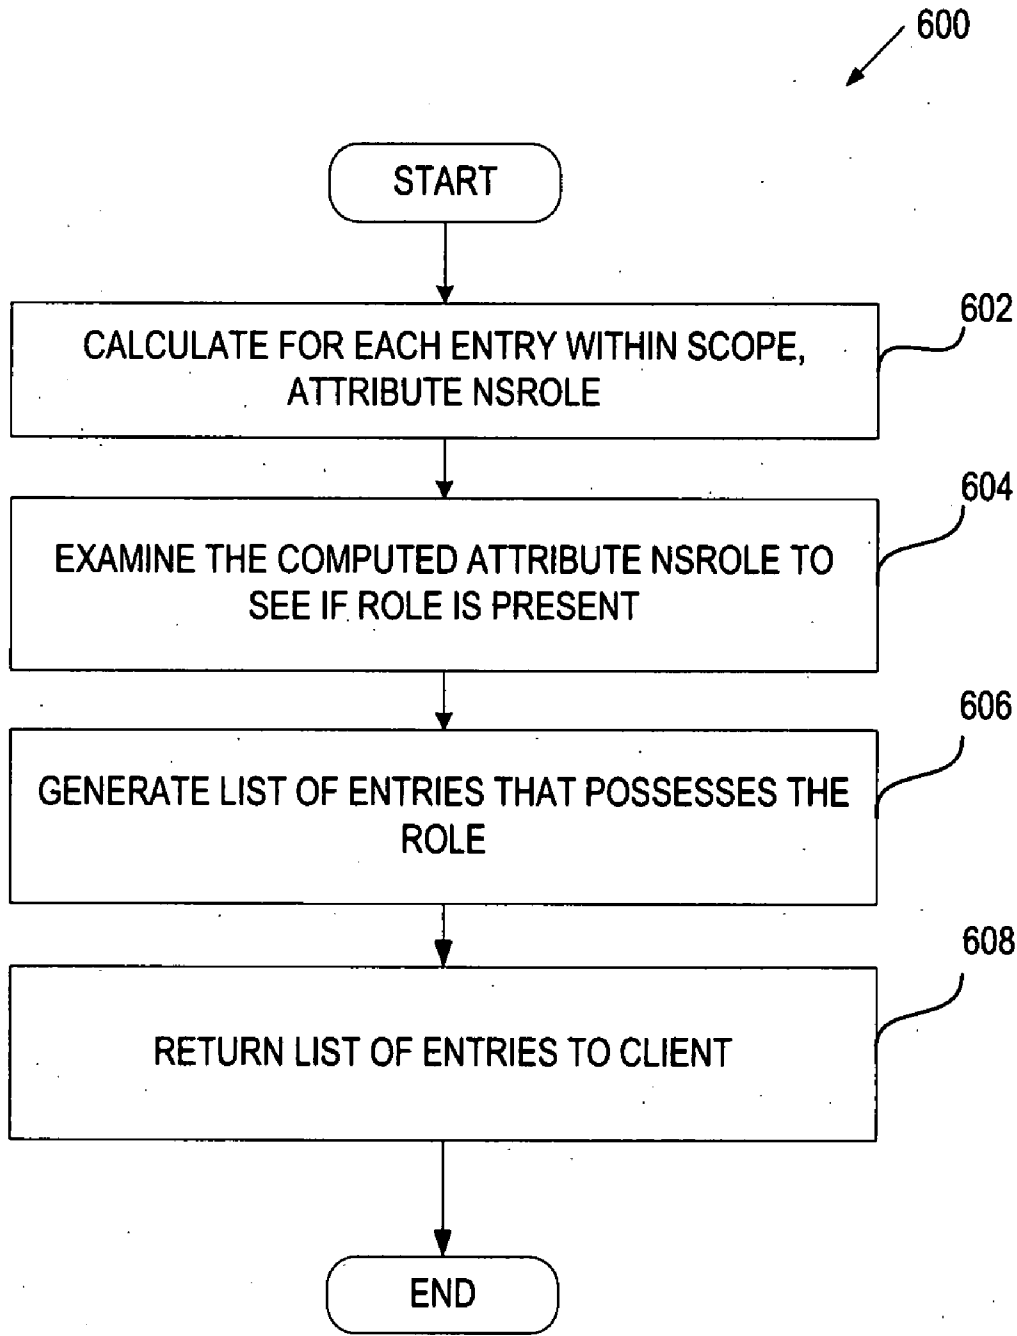 600
START
602
CALCULATE FOR EACH ENTRY WITHIN SCOPE,
ATTRIBUTE NSROLE
604
EXAMINE THE COMPUTED ATTRIBUTE NSROLE TO
SEE IF ROLE IS PRESENT
606
GENERATE LIST OF ENTRIES THAT POSSESSES THE
ROLE
608
RETURN LIST OF ENTRIES TO CLIENT
END